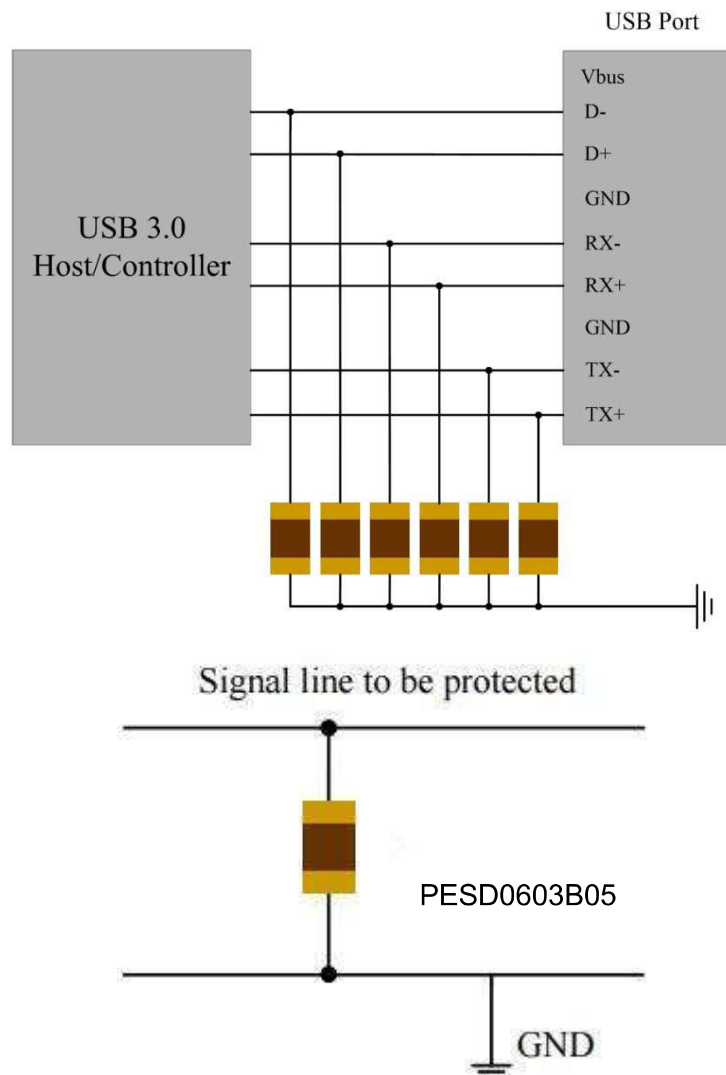 USB Port
Vbus
D-
D+
GND
USB 3.0
Host/Controller
RX-
RX+
GND
TX-
TX+
Signal line to be protected
PESD0603B05
GND